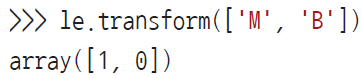 >>> le.transform(['M', 'B'])
array([1, 0])